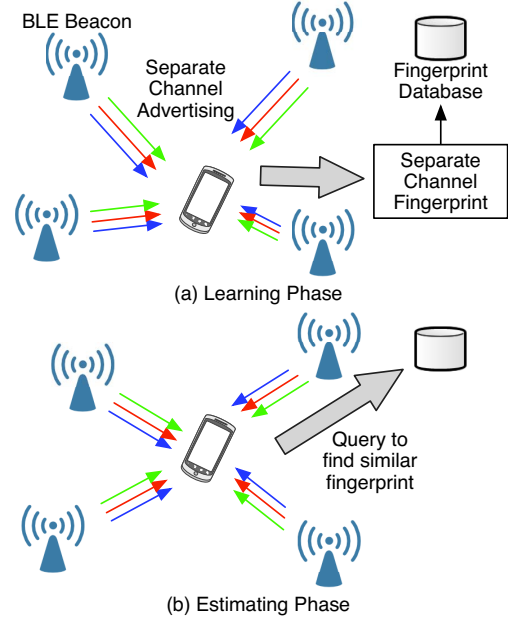 BLE Beacon
Separate
Channel
Advertising
Fingerprint
Database
Separate
Channel
Fingerprint
(a) Learning Phase
Query to
find similar
fingerprint
(b) Estimating Phase